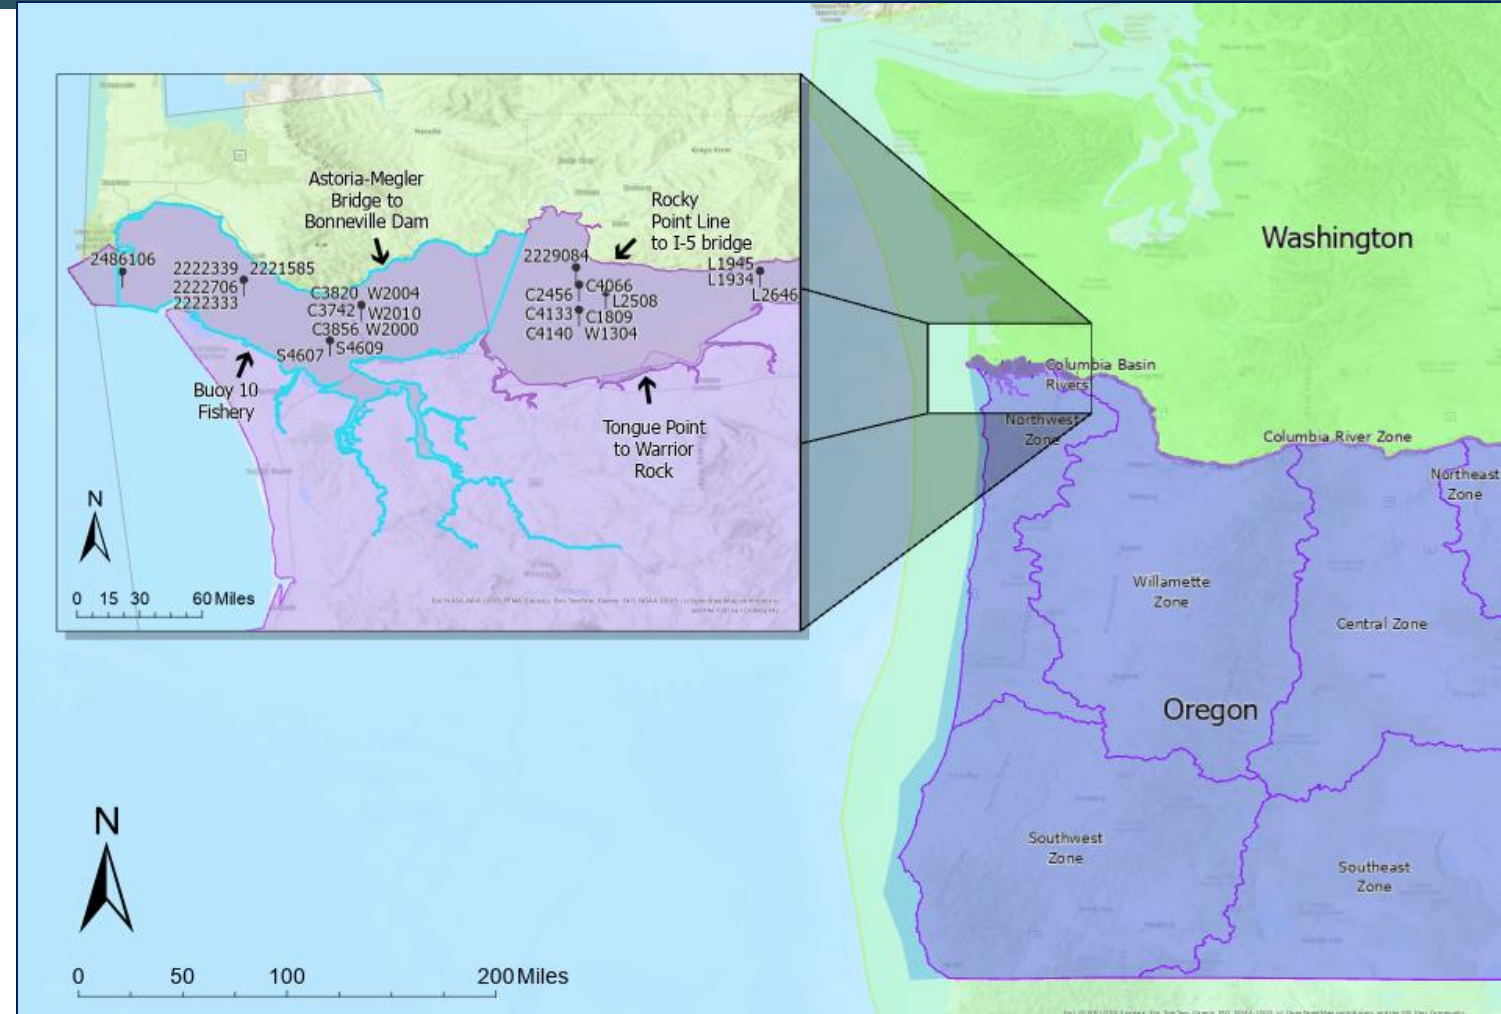 Astoria-Megler
Bridge to
Bonneville Dam
Rocky
Point Line
to I-5 bridge
2486106
2222339 2221585
2222706
2222333
C3820 W2004
C3742 W2010
C3856 W2000
S4607 S4609
2229084
C4066
C2456 L2508
C4133 C1809
C4140 W1304
L1945
L1934
L2646
Buoy 10
Fishery
Tongue Point
to Warrior
Rock
N
0 15 30 60 Miles
Washington
Columbia Basin
Rivers
Northwest
Zone
Columbia River Zone
Northeast
Zone
Willamette
Zone
Central Zone
Oregon
Southwest
Zone
Southeast
Zone
N
0 50 100 200 Miles